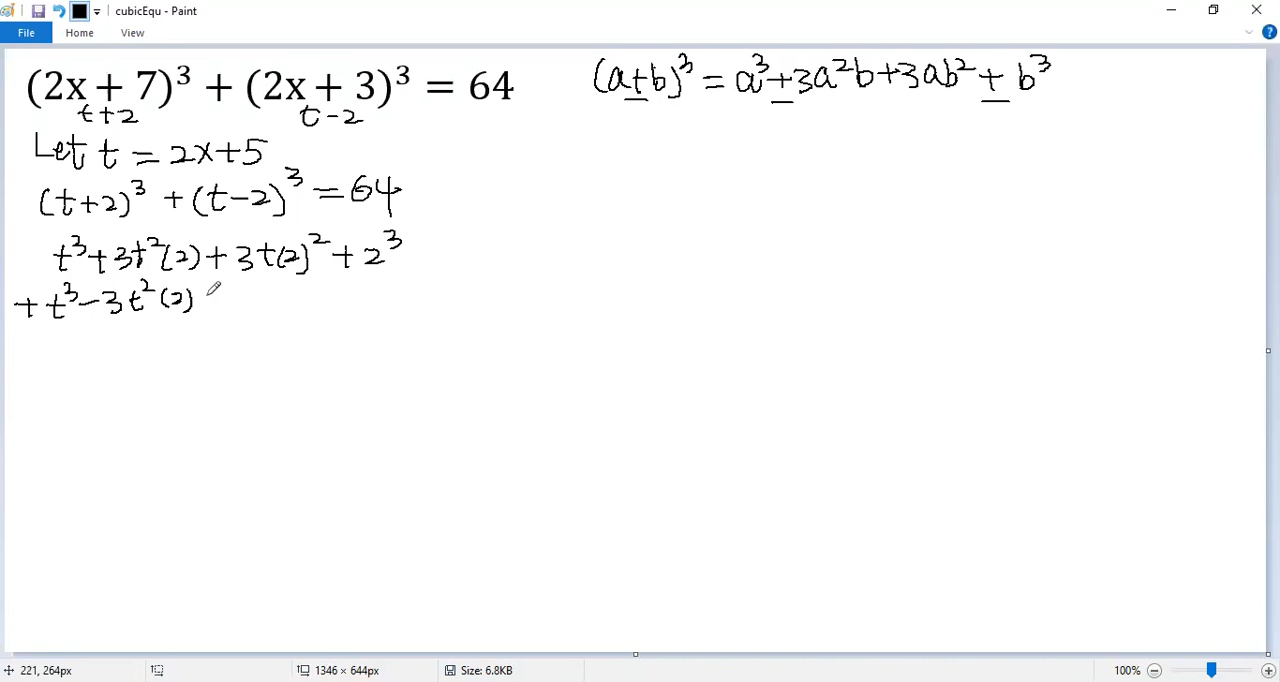 cubicEqu - Paint
File Home View
(2x + 7)³ + (2x + 3)³ = 64
t+2 t-2
(a+b)³ = a³ +3a²b+3ab² + b³
Let t = 2x+5
(t+2)³ +(t-2)³ =64
t³+3t²(2)+3t(2)²+2³
+t³-3t²(2)
221, 264px 1346 × 644px Size: 6.8KB 100%